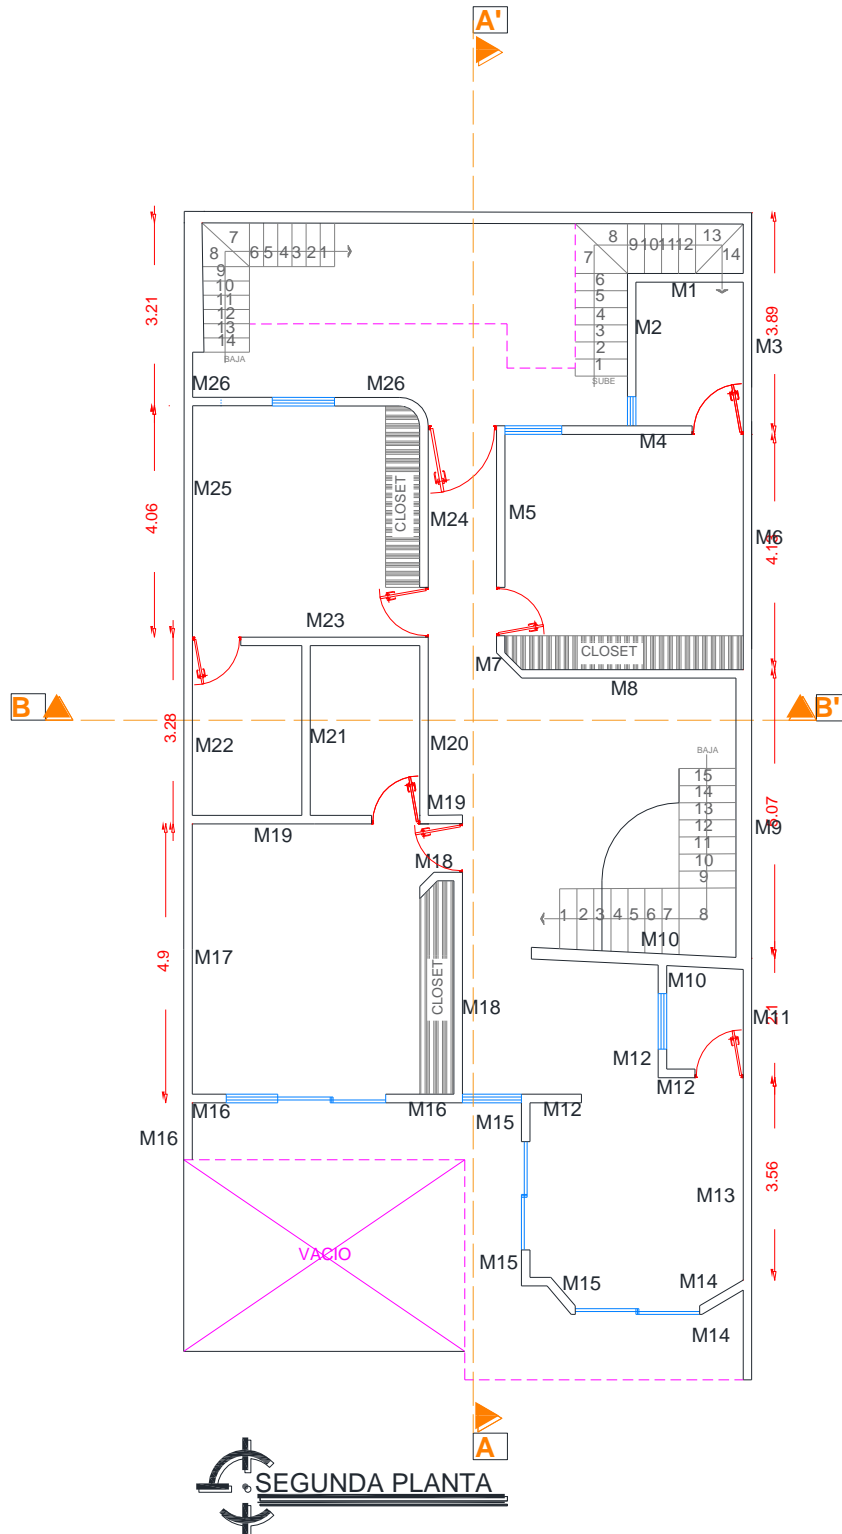 A'
7
6 5 4 3 2 1
8
9
10
11
12
13
14
BAJA
8
9 10 11 12
13
14
7
6
5
4
3
2
1
SUBE
M1
M2
M3
3.21
3.89
M26
M26
M4
M25
CLOSET
M24
M5
M6
4.06
M23
CLOSET
M7
M8
B
B'
3.28
M22
M21
M20
BAJA
15
14
13
12
11
10
9
M9
M19
M19
M18
1 2 3 4 5 6 7 8
M10
M17
4.9
CLOSET
M18
M10
M11
M12
M12
M16
M16
M15
M12
M16
3.56
M13
VACIO
M15
M15
M14
M14
A
SEGUNDA PLANTA